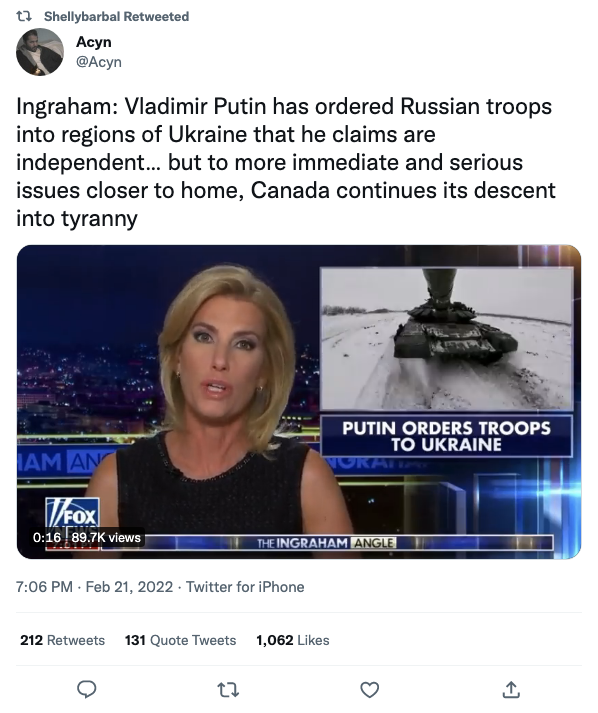 Shellybarbal Retweeted
Acyn
@Acyn
Ingraham: Vladimir Putin has ordered Russian troops
into regions of Ukraine that he claims are
independent... but to more immediate and serious
issues closer to home, Canada continues its descent
into tyranny
PUTIN ORDERS TROOPS
TO UKRAINE
FOX
NEWS
0:16 89.7K views
THE INGRAHAM ANGLE
7:06 PM · Feb 21, 2022 · Twitter for iPhone
212 Retweets 131 Quote Tweets 1,062 Likes